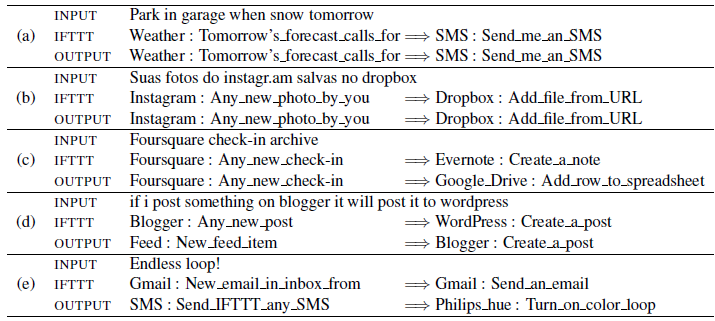 INPUT Park in garage when snow tomorrow
(a) IFTTT Weather : Tomorrow's_forecast_calls_for ⟹ SMS : Send_me_an_SMS
OUTPUT Weather : Tomorrow's_forecast_calls_for ⟹ SMS : Send_me_an_SMS
INPUT Suas fotos do instagr.am salvas no dropbox
(b) IFTTT Instagram : Any_new_photo_by_you ⟹ Dropbox : Add_file_from_URL
OUTPUT Instagram : Any_new_photo_by_you ⟹ Dropbox : Add_file_from_URL
INPUT Foursquare check-in archive
(c) IFTTT Foursquare : Any_new_check-in ⟹ Evernote : Create_a_note
OUTPUT Foursquare : Any_new_check-in ⟹ Google_Drive : Add_row_to_spreadsheet
INPUT if i post something on blogger it will post it to wordpress
(d) IFTTT Blogger : Any_new_post ⟹ WordPress : Create_a_post
OUTPUT Feed : New_feed_item ⟹ Blogger : Create_a_post
INPUT Endless loop!
(e) IFTTT Gmail : New_email_in_inbox_from ⟹ Gmail : Send_an_email
OUTPUT SMS : Send_IFTTT_any_SMS ⟹ Philips_hue : Turn_on_color_loop